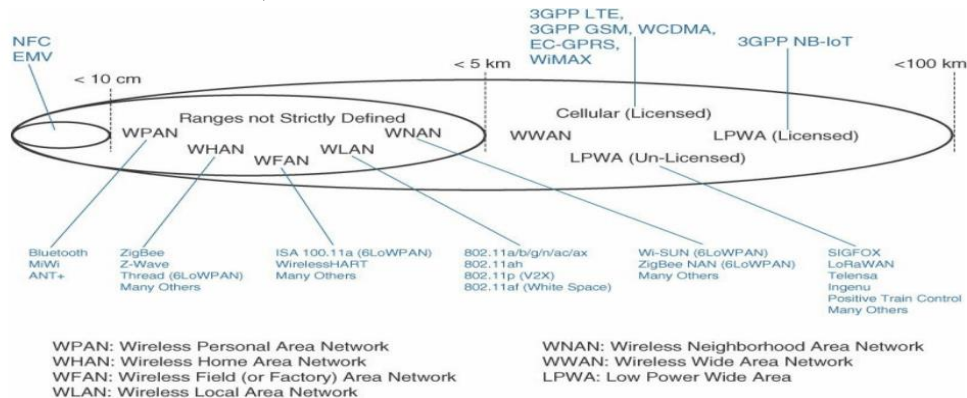 3GPP LTE,
3GPP GSM, WCDMA,
EC-GPRS,
WiMAX
3GPP NB-IoT
NFC
EMV
< 10 cm
< 5 km
<100 km
Ranges not Strictly Defined
WPAN
WHAN
WFAN
WLAN
WNAN
WWAN
Cellular (Licensed)
LPWA (Licensed)
LPWA (Un-Licensed)
Bluetooth
MiWi
ANT+
ZigBee
Z-Wave
Thread (6LoWPAN)
Many Others
ISA 100.11a (6LoWPAN)
WirelessHART
Many Others
802.11a/b/g/n/ac/ax
802.11ah
802.11p (V2X)
802.11af (White Space)
Wi-SUN (6LoWPAN)
ZigBee NAN (6LoWPAN)
Many Others
SIGFOX
LoRaWAN
Telensa
Ingenu
Positive Train Control
Many Others
WPAN: Wireless Personal Area Network
WHAN: Wireless Home Area Network
WFAN: Wireless Field (or Factory) Area Network
WLAN: Wireless Local Area Network
WNAN: Wireless Neighborhood Area Network
WWAN: Wireless Wide Area Network
LPWA: Low Power Wide Area